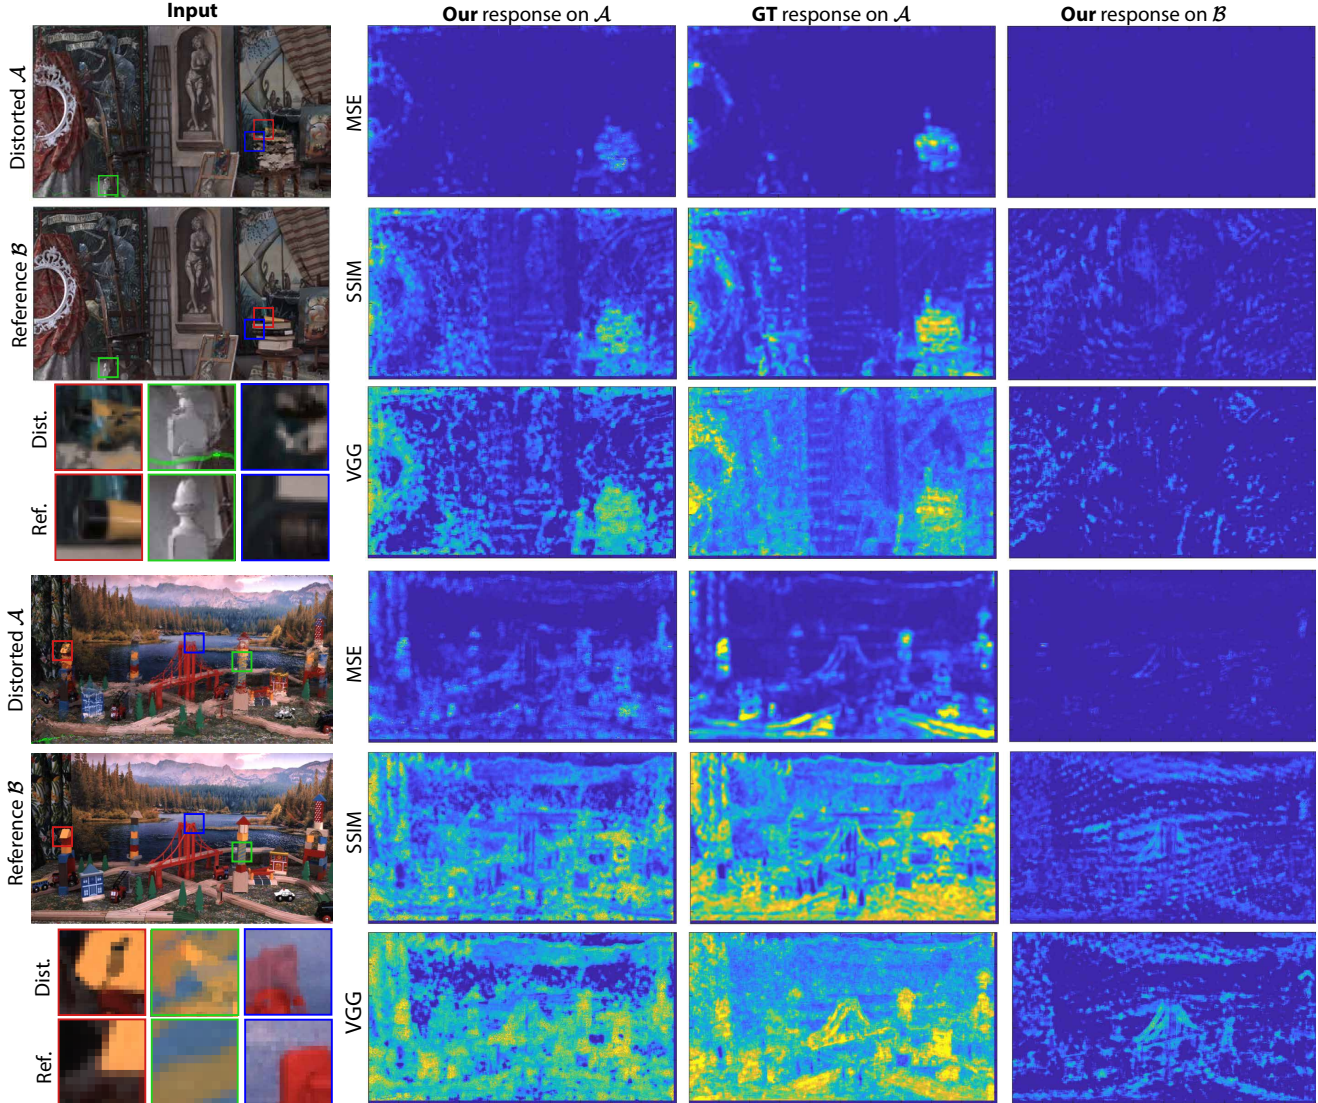 Input
Our response on 𝒜
GT response on 𝒜
Our response on ℬ
Distorted 𝒜
MSE
Reference ℬ
SSIM
Dist.
VGG
Ref.
Distorted 𝒜
MSE
Reference ℬ
SSIM
Dist.
VGG
Ref.